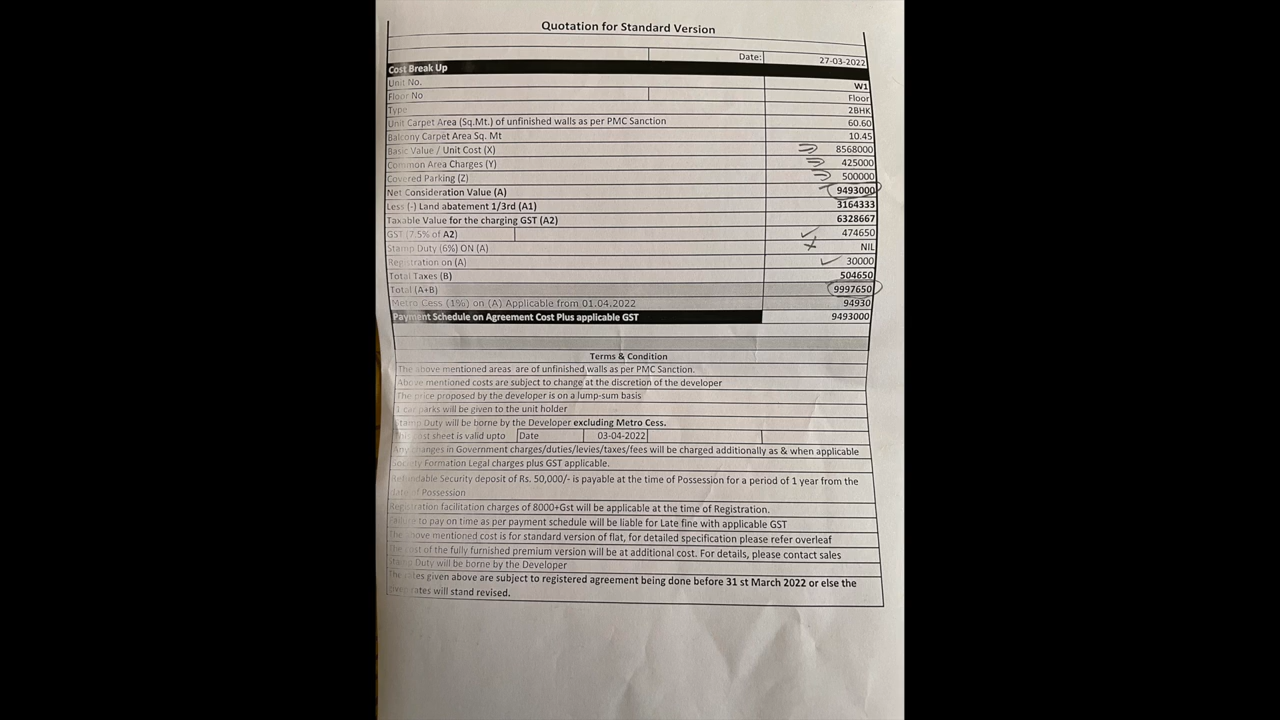 Quotation for Standard Version
Date: 27-03-2022
Cost Break Up
Unit No. W1
Floor No Floor
Type 2BHK
Unit Carpet Area (Sq.Mt.) of unfinished walls as per PMC Sanction 60.60
Balcony Carpet Area Sq. Mt 10.45
Basic Value / Unit Cost (X) 8568000
Common Area Charges (Y) 425000
Covered Parking (Z) 500000
Net Consideration Value (A) 9493000
Less (-) Land abatement 1/3rd (A1) 3164333
Taxable Value for the charging GST (A2) 6328667
GST (7.5% of A2) 474650
Stamp Duty (6%) ON (A) NIL
Registration on (A) 30000
Total Taxes (B) 504650
Total (A+B) 9997650
Metro Cess (1%) on (A) Applicable from 01.04.2022 94930
Payment Schedule on Agreement Cost Plus applicable GST 9493000
Terms & Condition
The above mentioned areas are of unfinished walls as per PMC Sanction.
Above mentioned costs are subject to change at the discretion of the developer
The price proposed by the developer is on a lump-sum basis
1 car parks will be given to the unit holder
Stamp Duty will be borne by the Developer excluding Metro Cess.
This cost sheet is valid upto Date 03-04-2022
Any changes in Government charges/duties/levies/taxes/fees will be charged additionally as & when applicable
Society Formation Legal charges plus GST applicable.
Refundable Security deposit of Rs. 50,000/- is payable at the time of Possession for a period of 1 year from the
date of Possession
Registration facilitation charges of 8000+Gst will be applicable at the time of Registration.
Failure to pay on time as per payment schedule will be liable for Late fine with applicable GST
The above mentioned cost is for standard version of flat, for detailed specification please refer overleaf
The cost of the fully furnished premium version will be at additional cost. For details, please contact sales
Stamp Duty will be borne by the Developer
The rates given above are subject to registered agreement being done before 31 st March 2022 or else the
given rates will stand revised.